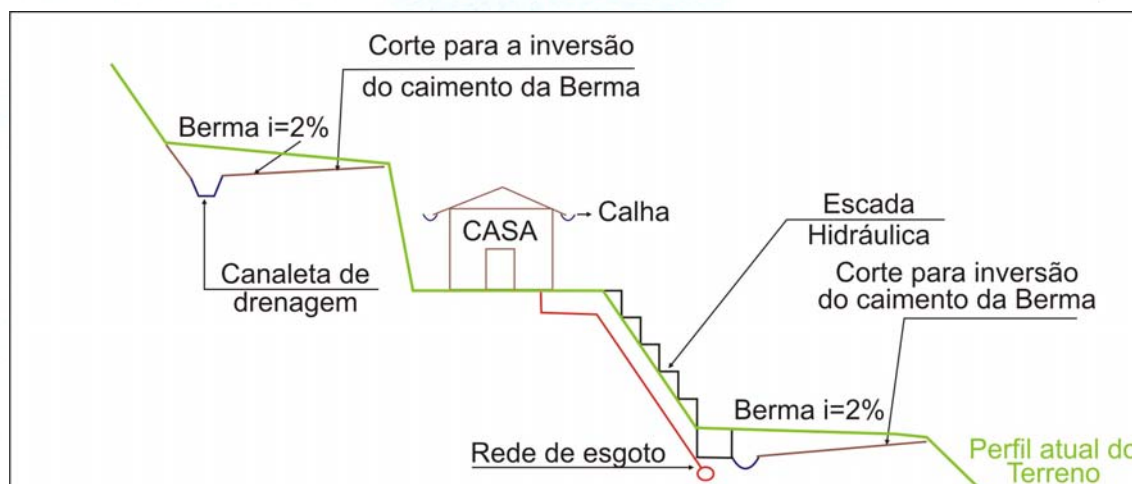 Corte para a inversão
do caimento da Berma
Berma i=2%
Calha
CASA
Escada
Hidráulica
Canaleta de
drenagem
Corte para inversão
do caimento da Berma
Berma i=2%
Rede de esgoto
Perfil atual do
Terreno